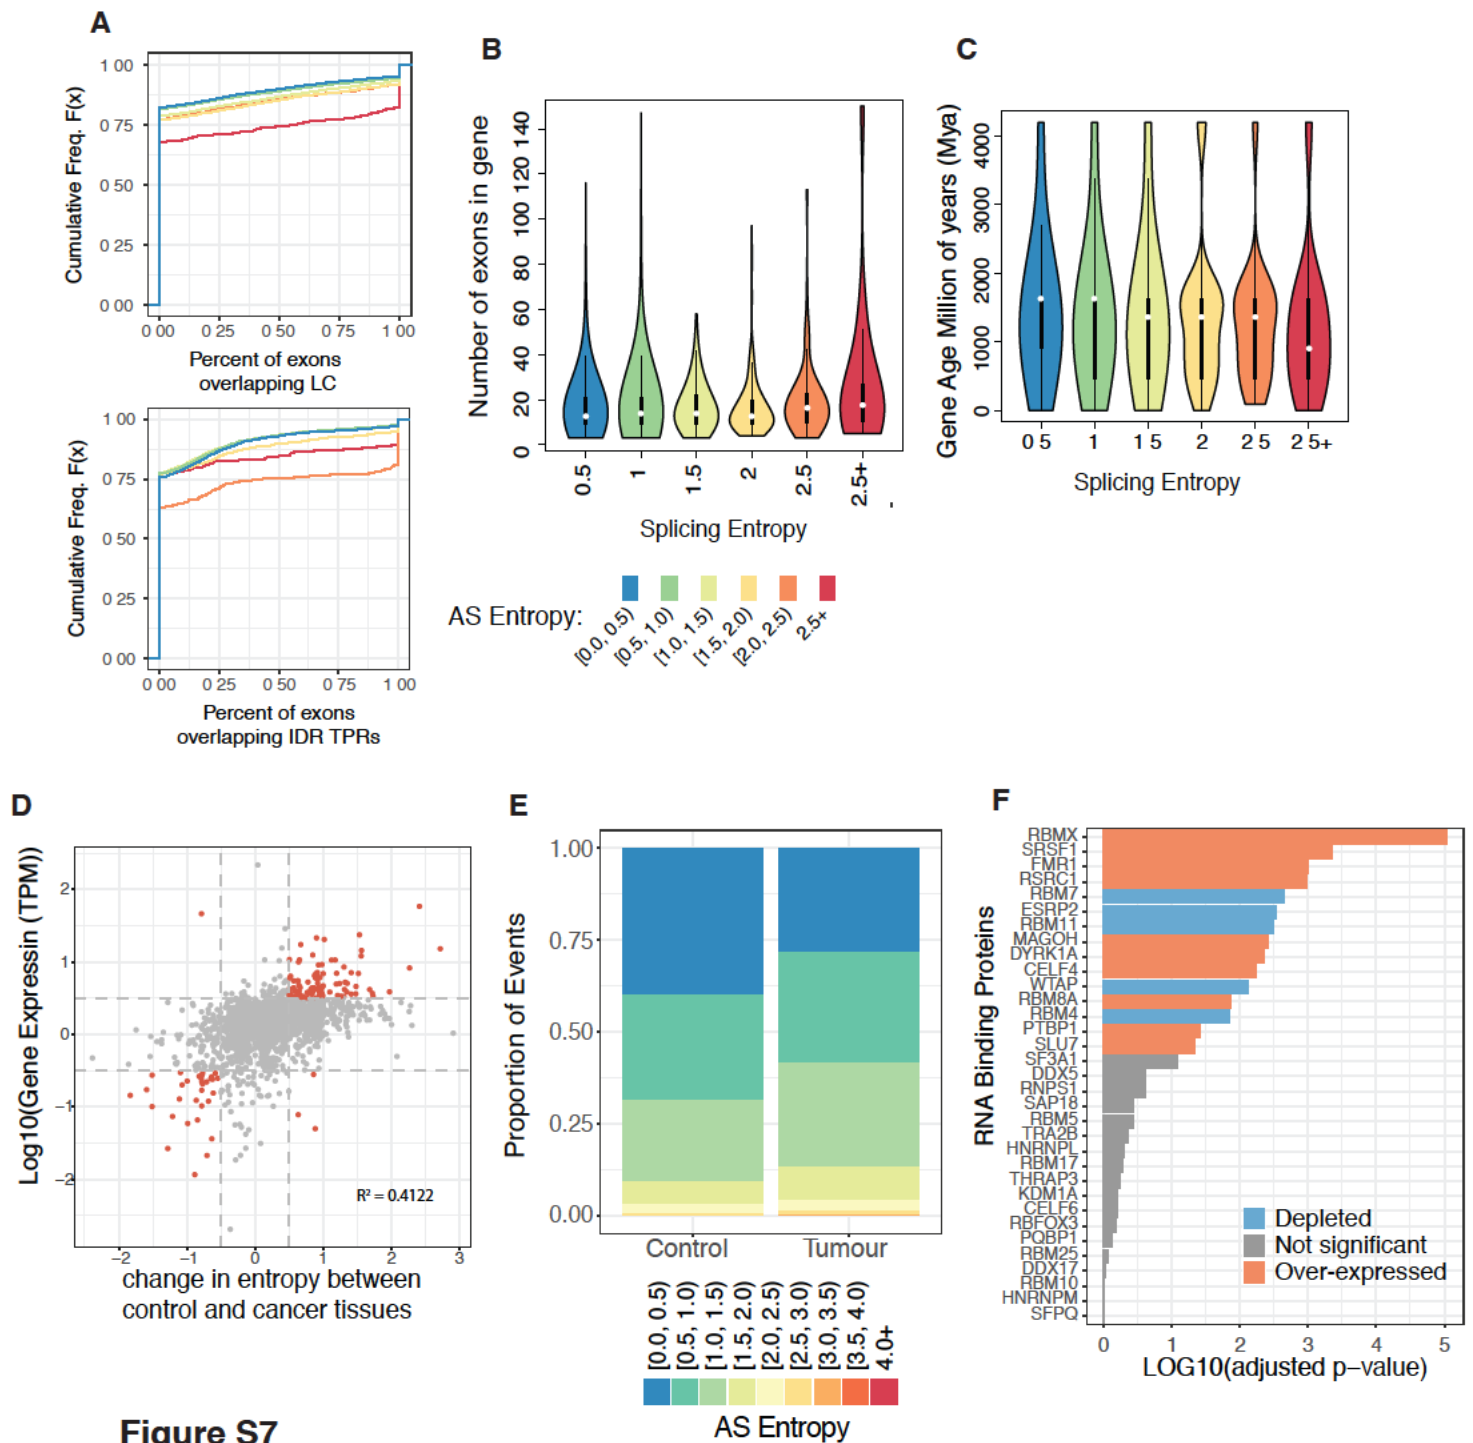 A
Cumulative Freq. F(x)
1 00
0 75
0 50
0 25
0 00
0 00 0 25 0 50 0 75 1 00
Percent of exons
overlapping LC
Cumulative Freq. F(x)
1 00
0 75
0 50
0 25
0 00
0 00 0 25 0 50 0 75 1 00
Percent of exons
overlapping IDR TPRs
B
Number of exons in gene
140
120
100
80
60
40
20
0
0.5 1 1.5 2 2.5 2.5+
Splicing Entropy
AS Entropy:
[0.0, 0.5) [0.5, 1.0) [1.0, 1.5) [1.5, 2.0) [2.0, 2.5) 2.5+
C
Gene Age Million of years (Mya)
4000
3000
2000
1000
0
0 5 1 1 5 2 2 5 2 5+
Splicing Entropy
D
Log10(Gene Expressin (TPM))
2
1
0
−1
−2
R² = 0.4122
−2 −1 0 1 2 3
change in entropy between
control and cancer tissues
E
Proportion of Events
1.00
0.75
0.50
0.25
0.00
Control Tumour
[0.0, 0.5) [0.5, 1.0) [1.0, 1.5) [1.5, 2.0) [2.0, 2.5) [2.5, 3.0) [3.0, 3.5) [3.5, 4.0) 4.0+
AS Entropy
F
RNA Binding Proteins
RBMX
SRSF1
FMR1
RSRC1
RBM7
ESRP2
RBM11
MAGOH
DYRK1A
CELF4
WTAP
RBM8A
RBM4
PTBP1
SLU7
SF3A1
DDX5
RNPS1
SAP18
RBM5
TRA2B
HNRNPL
RBM17
THRAP3
KDM1A
CELF6
RBFOX3
PQBP1
RBM25
DDX17
RBM10
HNRNPM
SFPQ
Depleted
Not significant
Over-expressed
0 1 2 3 4 5
LOG10(adjusted p−value)
Figure S7